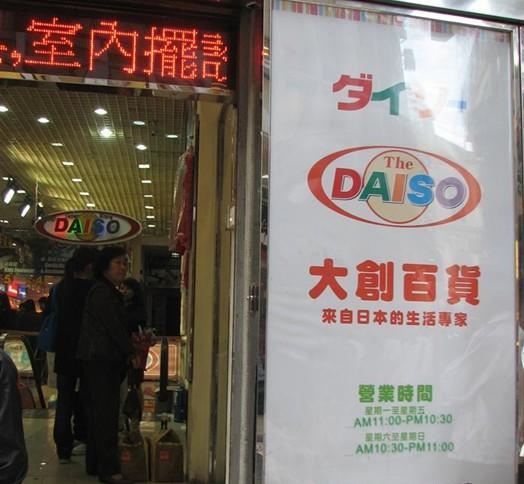 室內擺設
ダイソー
The
DAISO
DAISO
大創百貨
來自日本的生活專家
營業時間
星期一至星期五
AM11:00-PM10:30
星期六至星期日
AM10:30-PM11:00